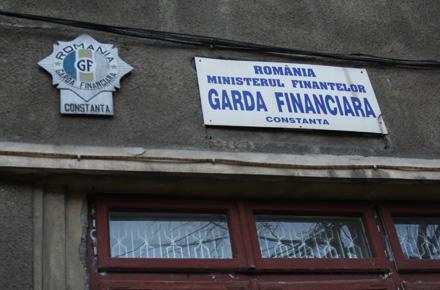 ROMANIA
GF
GARDA FINANCIARA
CONSTANTA
ROMÂNIA
MINISTERUL FINANTELOR
GARDA FINANCIARA
CONSTANTA